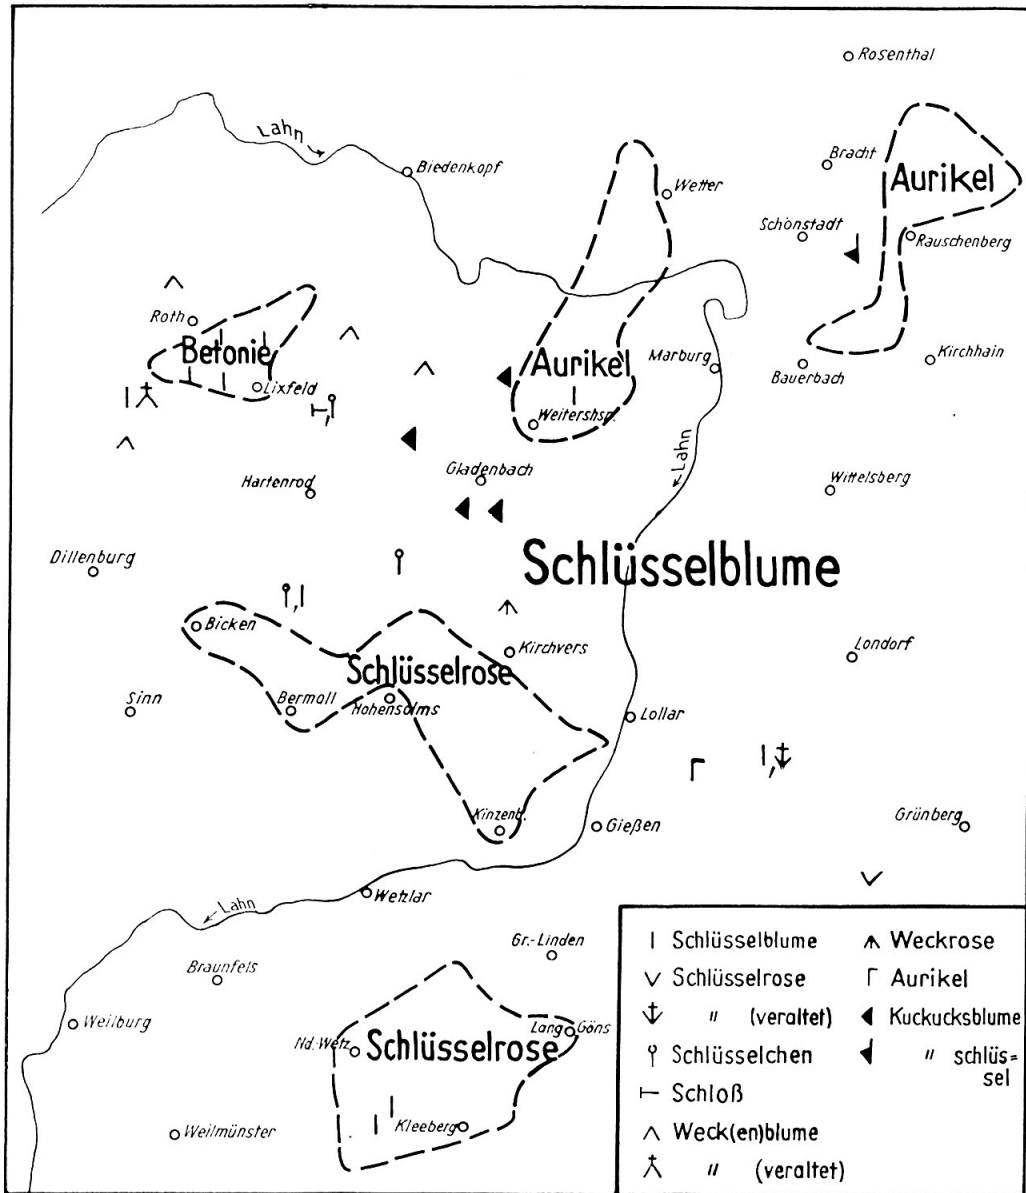 Rosenthal
Lahn
Biedenkopf
Bracht
Aurikel
Wetter
Schönstadt
Rauschenberg
Roth
Betonie
Lixfeld
Aurikel
Marburg
Bauerbach
Kirchhain
Weitershsp.
Gladenbach
Lahn
Hartenrod
Wittelsberg
Dillenburg
Schlüsselblume
Bicken
Kirchvers
Londorf
Schlüsselrose
Sinn
Bermoll
Hohensolms
Lollar
Kinzenb.
Gießen
Grünberg
Wetzlar
Lahn
Gr.-Linden
Braunfels
Weilburg
Lang Göns
Nd.-Wetz
Schlüsselrose
Weilmünster
Kleeberg
Schlüsselblume
Schlüsselrose
" (veraltet)
Schlüsselchen
Schloß
Weck(en)blume
" (veraltet)
Weckrose
Aurikel
Kuckucksblume
" schlüs=
sel